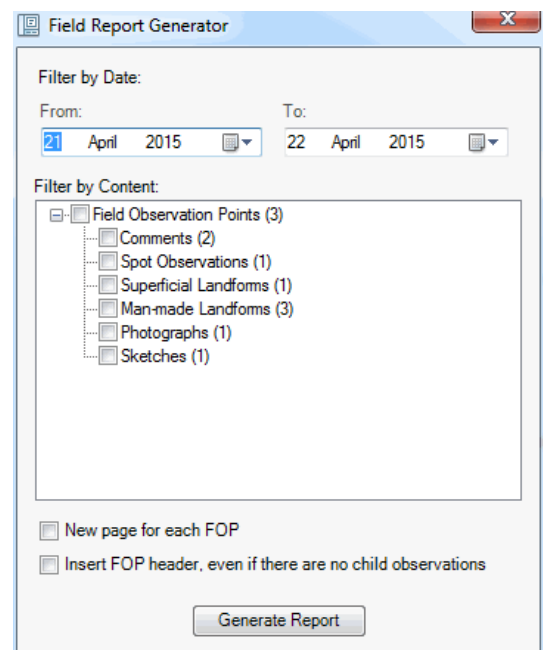 Field Report Generator
Filter by Date:
From: To:
21 April 2015 22 April 2015
Filter by Content:
Field Observation Points (3)
Comments (2)
Spot Observations (1)
Superficial Landforms (1)
Man-made Landforms (3)
Photographs (1)
Sketches (1)
New page for each FOP
Insert FOP header, even if there are no child observations
Generate Report